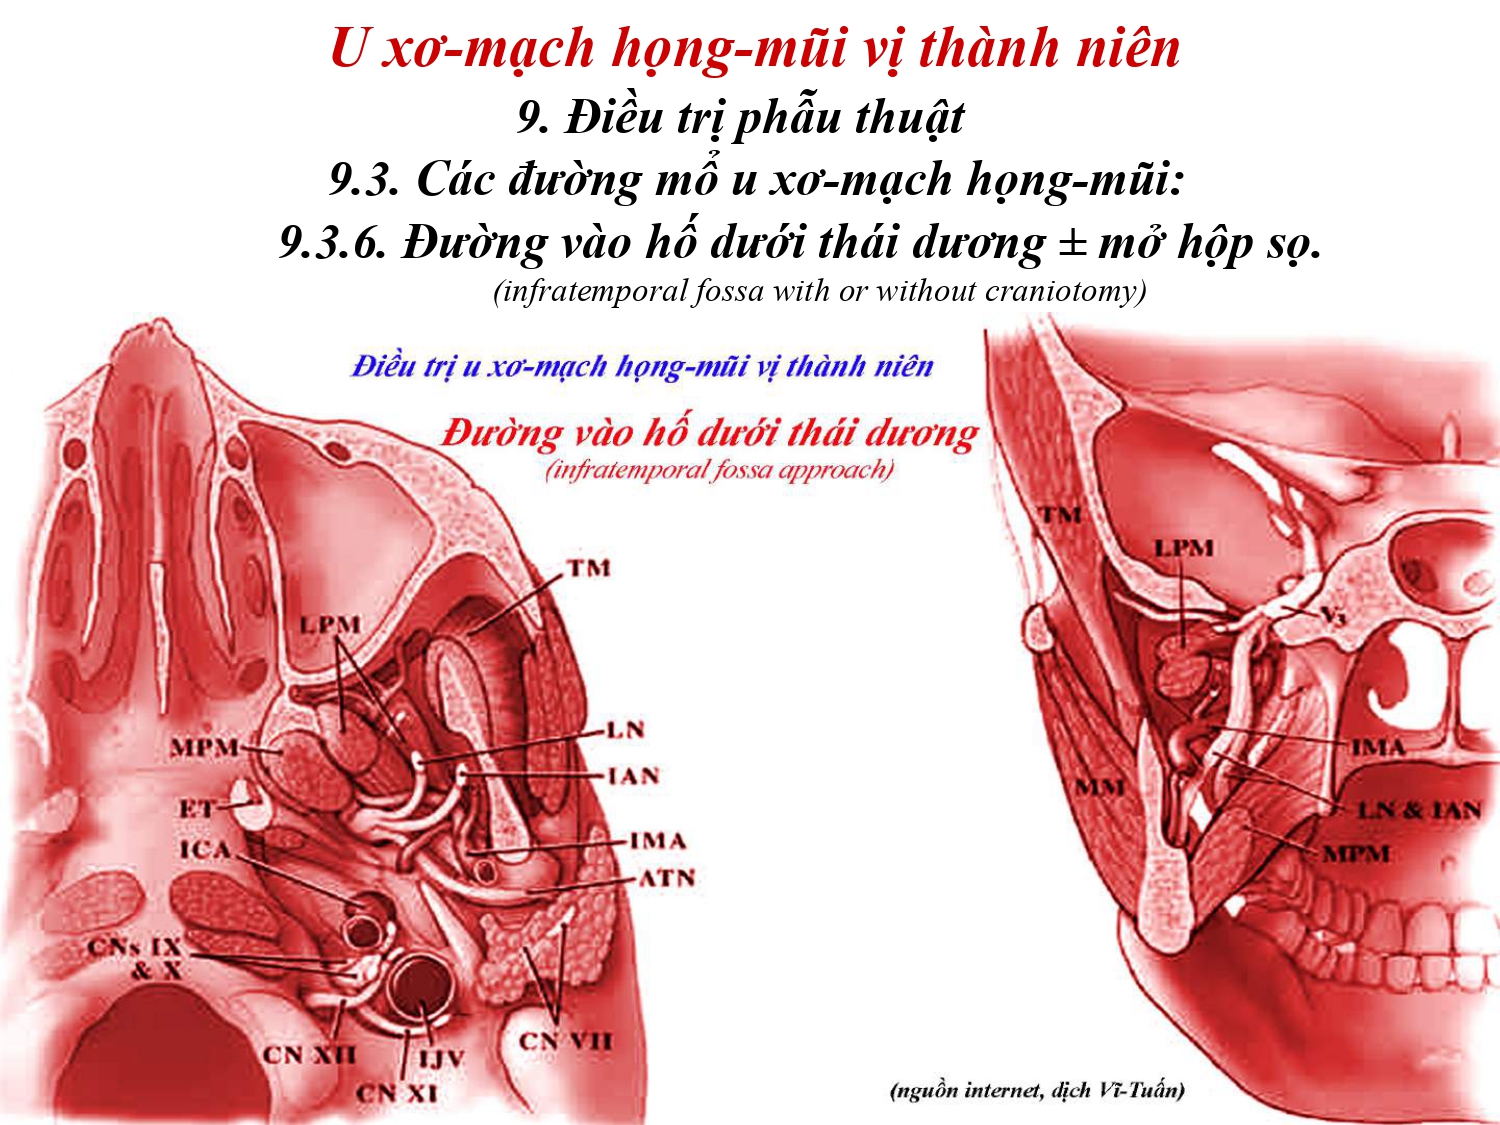 U xơ-mạch họng-mũi vị thành niên
9. Điều trị phẫu thuật
9.3. Các đường mổ u xơ-mạch họng-mũi:
9.3.6. Đường vào hố dưới thái dương ± mở hộp sọ.
(infratemporal fossa with or without craniotomy)
Điều trị u xơ-mạch họng-mũi vị thành niên
Đường vào hố dưới thái dương
(infratemporal fossa approach)
TM
LPM
LN
MPM
IAN
ET
ICA
IMA
ATN
CNs IX
& X
CN XII
IJV
CN VII
CN XI
TM
LPM
V3
IMA
MM
LN & IAN
MPM
(nguồn internet, dịch Vĩ-Tuấn)